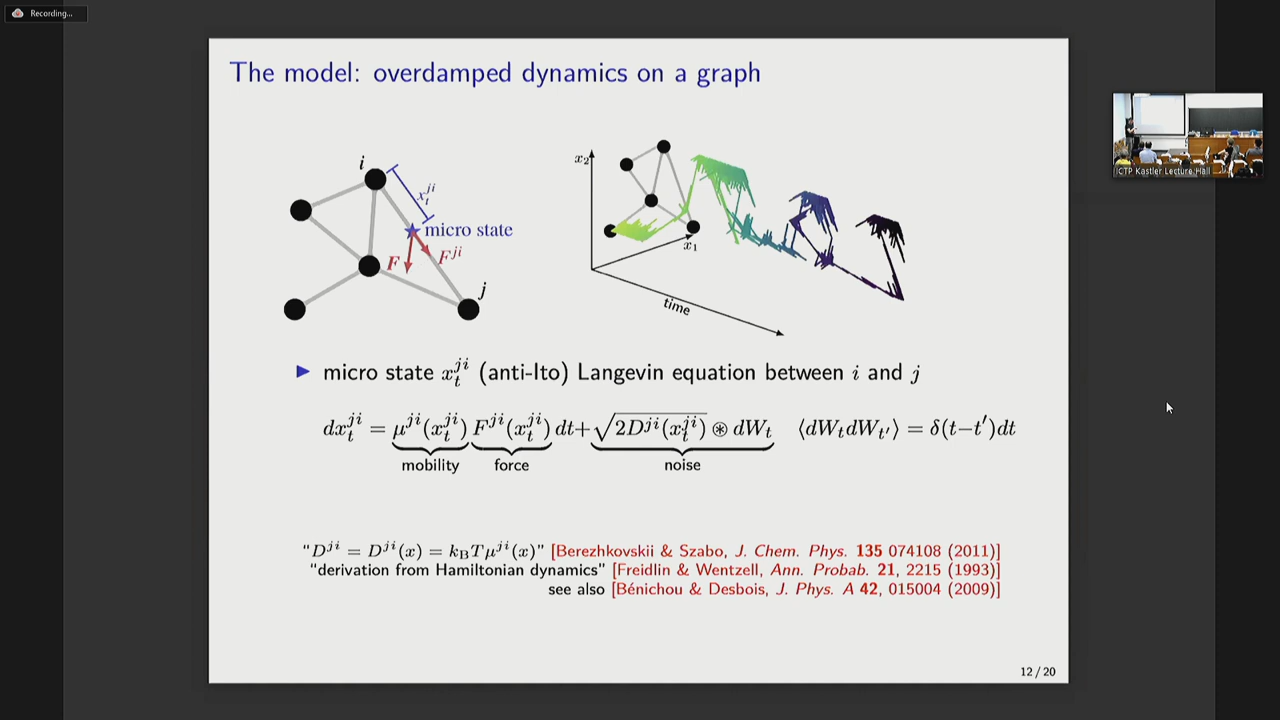 Recording...
The model: overdamped dynamics on a graph
i
x_t^{ji}
micro state
F
F^{ji}
j
x_2
x_1
time
ICTP Kastler Lecture Hall
▶ micro state x_t^{ji} (anti-Ito) Langevin equation between i and j
dx_t^{ji} = μ^{ji}(x_t^{ji}) F^{ji}(x_t^{ji}) dt+√2D^{ji}(x_t^{ji}) ⊛ dW_t ⟨dW_t dW_{t′}⟩ = δ(t−t′)dt
mobility force noise
“D^{ji} = D^{ji}(x) = k_BTμ^{ji}(x)” [Berezhkovskii & Szabo, J. Chem. Phys. 135 074108 (2011)]
“derivation from Hamiltonian dynamics” [Freidlin & Wentzell, Ann. Probab. 21, 2215 (1993)]
see also [Bénichou & Desbois, J. Phys. A 42, 015004 (2009)]
12 / 20